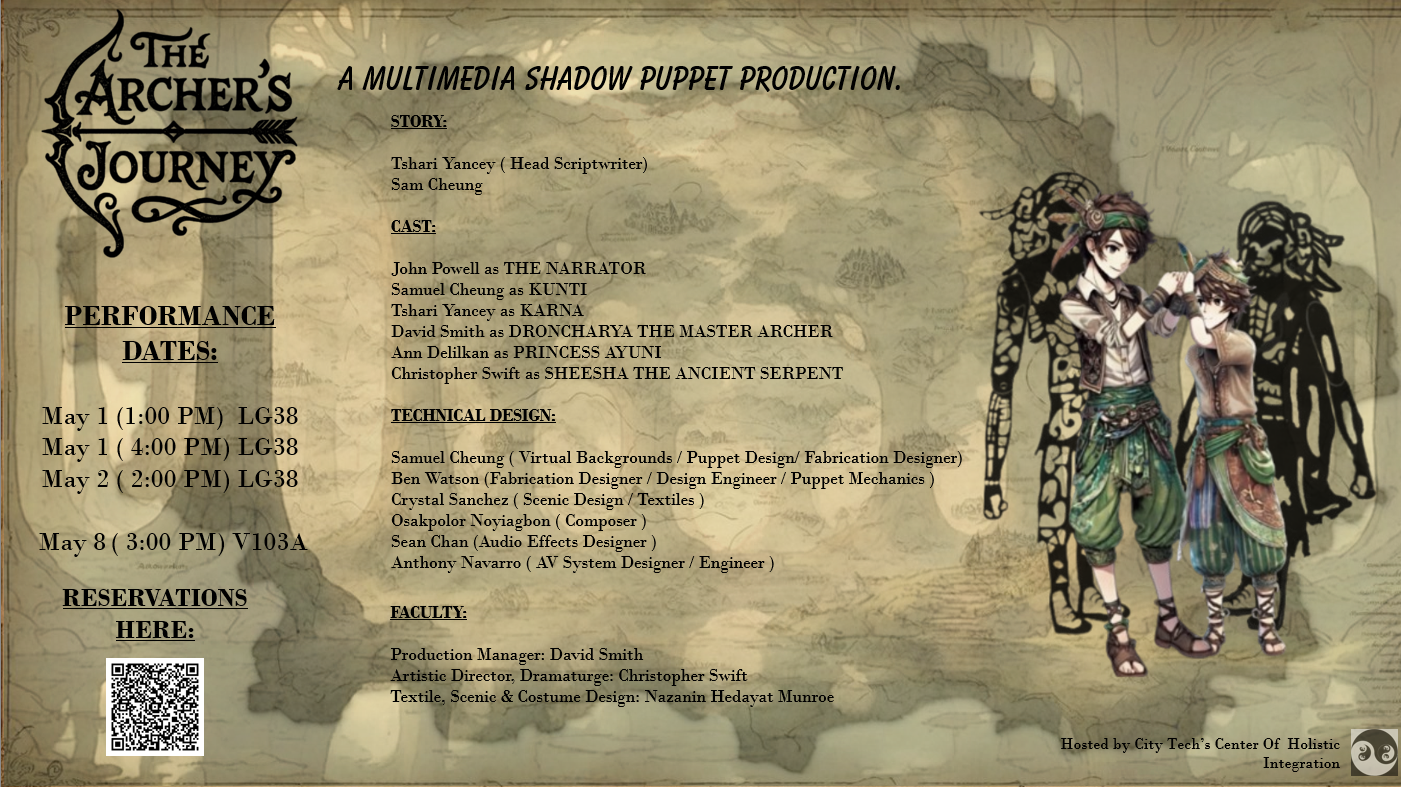 THE
ARCHER'S
JOURNEY
A MULTIMEDIA SHADOW PUPPET PRODUCTION.
STORY:
Tshari Yancey ( Head Scriptwriter)
Sam Cheung
CAST:
John Powell as THE NARRATOR
Samuel Cheung as KUNTI
Tshari Yancey as KARNA
David Smith as DRONCHARYA THE MASTER ARCHER
Ann Delilkan as PRINCESS AYUNI
Christopher Swift as SHEESHA THE ANCIENT SERPENT
TECHNICAL DESIGN:
Samuel Cheung ( Virtual Backgrounds / Puppet Design/ Fabrication Designer)
Ben Watson (Fabrication Designer / Design Engineer / Puppet Mechanics )
Crystal Sanchez ( Scenic Design / Textiles )
Osakpolor Noyiagbon ( Composer )
Sean Chan (Audio Effects Designer )
Anthony Navarro ( AV System Designer / Engineer )
FACULTY:
Production Manager: David Smith
Artistic Director, Dramaturge: Christopher Swift
Textile, Scenic & Costume Design: Nazanin Hedayat Munroe
PERFORMANCE
DATES:
May 1 (1:00 PM) LG38
May 1 ( 4:00 PM) LG38
May 2 ( 2:00 PM) LG38
May 8 ( 3:00 PM) V103A
RESERVATIONS
HERE:
Hosted by City Tech's Center Of Holistic
Integration